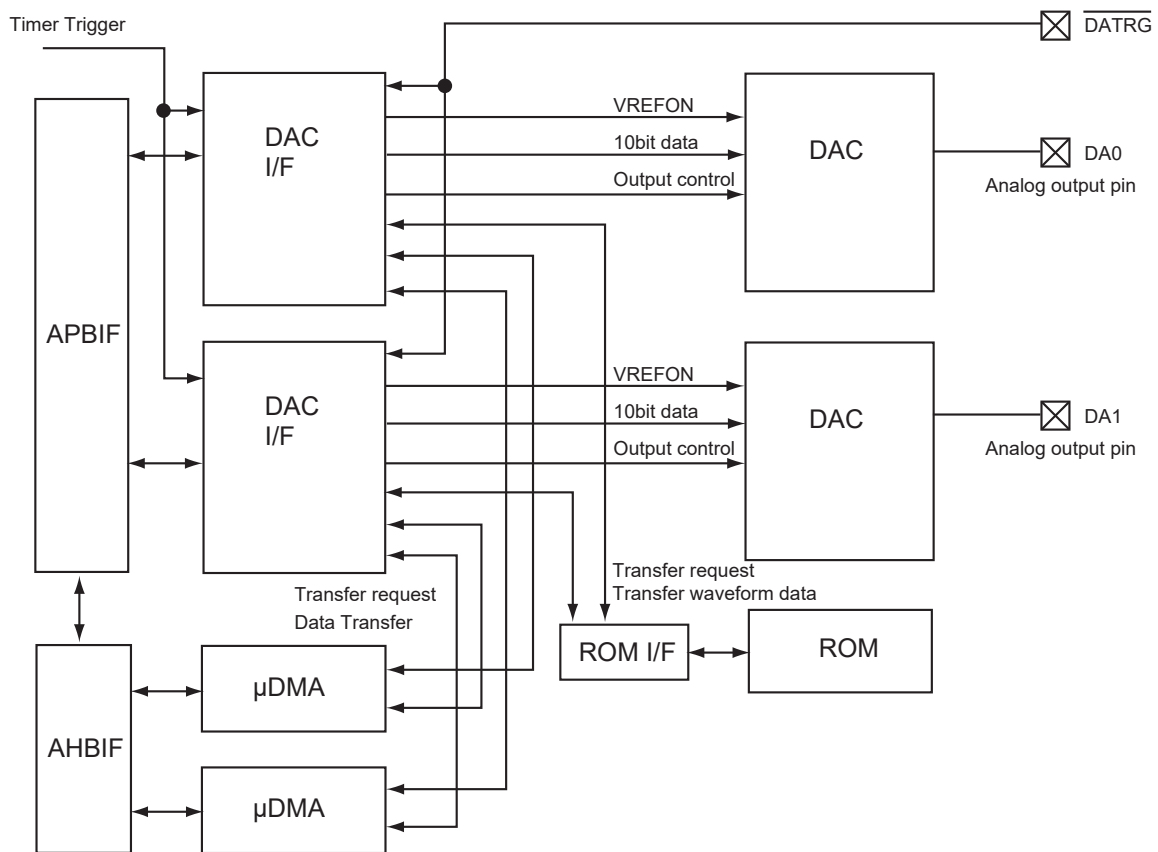 Timer Trigger
DATRG
VREFON
DAC
I/F
10bit data
DAC
DA0
Output control
Analog output pin
APBIF
VREFON
DAC
I/F
10bit data
DAC
DA1
Output control
Analog output pin
Transfer request
Transfer waveform data
Transfer request
Data Transfer
ROM I/F
ROM
µDMA
AHBIF
µDMA